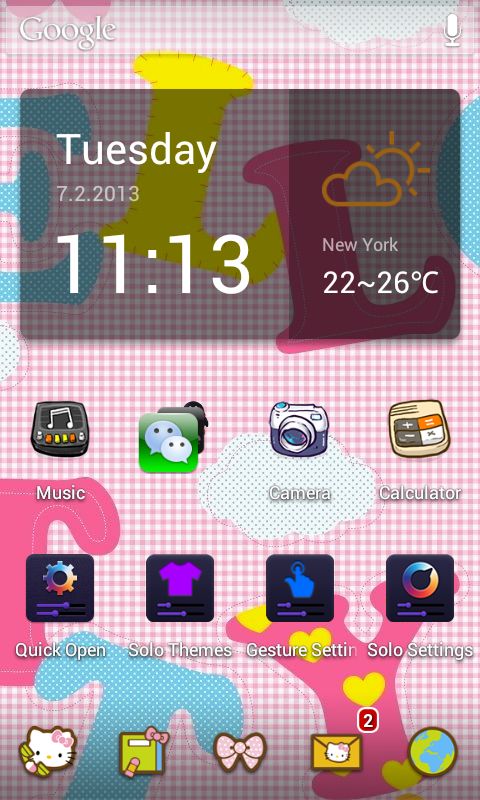 Google
Tuesday
7.2.2013
11:13
New York
22~26℃
Music
Camera
Calculator
Quick Open
Solo Themes
Gesture Settin
Solo Settings
2